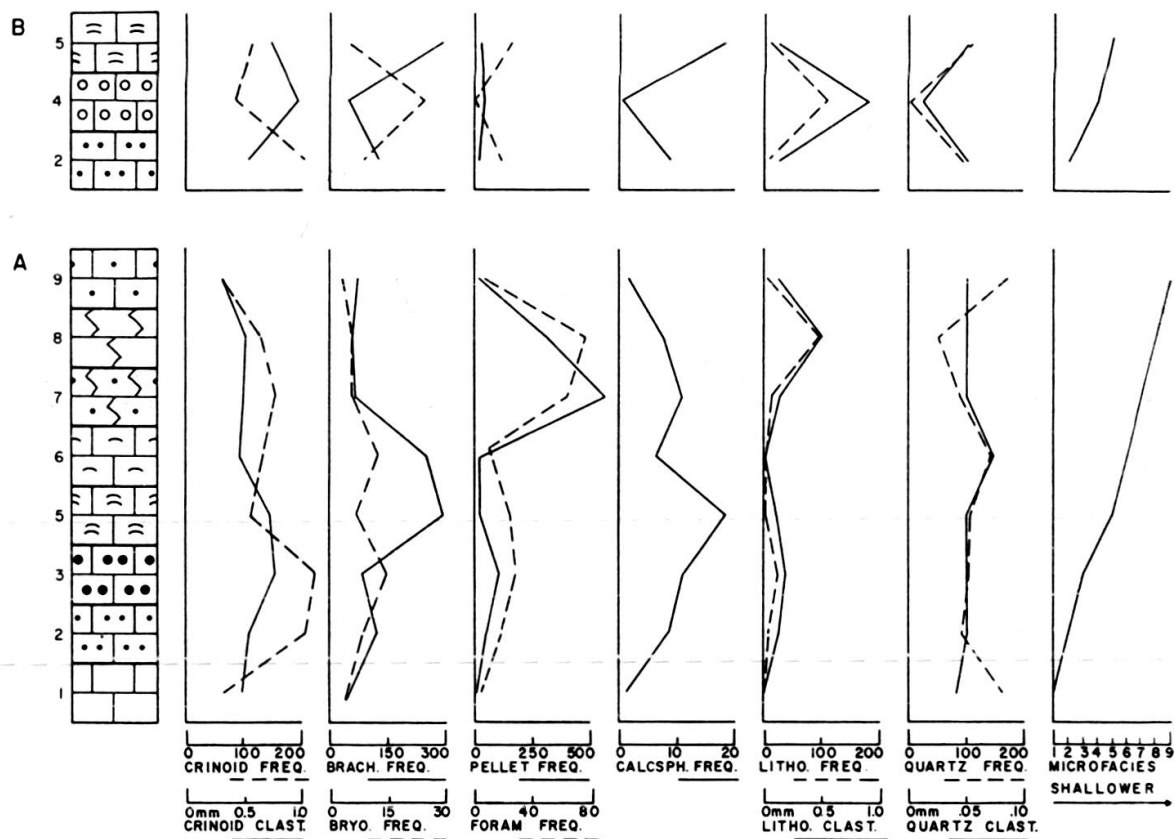 B
5
4
2
A
9
8
7
6
5
3
2
1
0 100 200 0 150 300 0 250 500 0 10 20 0 100 200 0 100 200 1 2 3 4 5 6 7 8 9
CRINOID FREQ. BRACH. FREQ. PELLET FREQ. CALCSPH. FREQ. LITHO. FREQ. QUARTZ FREQ. MICROFACIES
SHALLOWER
0mm 0.5 1.0 0 15 30 0 40 80 0mm 0.5 1.0 0mm .05 .10
CRINOID CLAST. BRYO. FREQ. FORAM FREQ. LITHO. CLAST. QUARTZ CLAST.